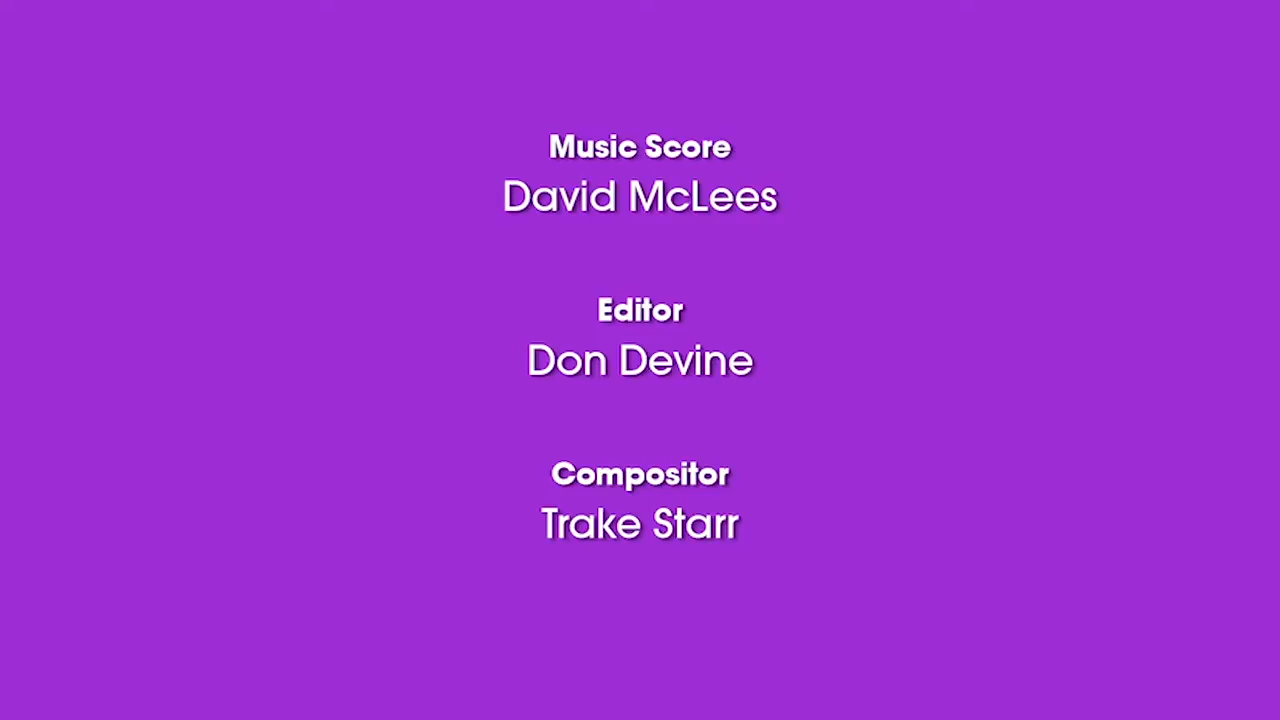 Music Score
David McLees
Editor
Don Devine
Compositor
Trake Starr